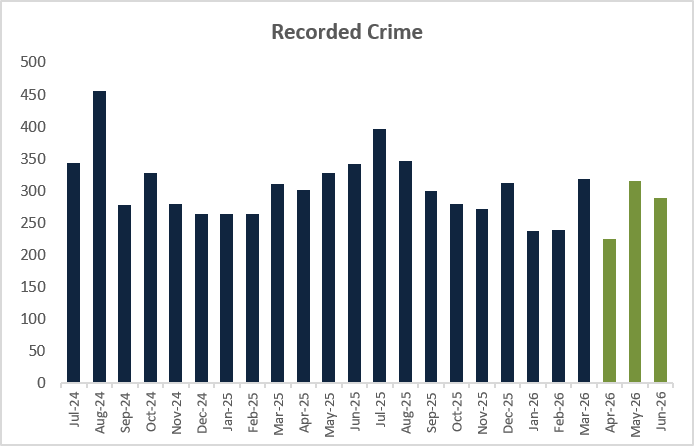 Recorded Crime
500
450
400
350
300
250
200
150
100
50
0
Jul-24
Aug-24
Sep-24
Oct-24
Nov-24
Dec-24
Jan-25
Feb-25
Mar-25
Apr-25
May-25
Jun-25
Jul-25
Aug-25
Sep-25
Oct-25
Nov-25
Dec-25
Jan-26
Feb-26
Mar-26
Apr-26
May-26
Jun-26